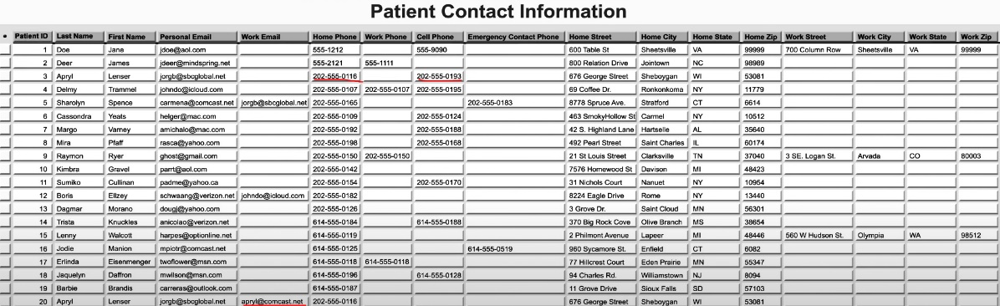 Patient Contact Information
• Patient ID Last Name First Name Personal Email Work Email Home Phone Work Phone Cell Phone Emergency Contact Phone Home Street Home City Home State Home Zip Work Street Work City Work State Work Zip
1 Doe Jane jdoe@aol.com 555-1212 555-9090 600 Table St Sheetsville VA 99999 700 Column Row Sheetsville VA 99999
2 Deer James jdeer@mindspring.net 555-2121 555-1111 800 Relation Drive Jointown NC 98989
3 Apryl Lenser jorgb@sbcglobal.net 202-555-0116 202-555-0193 676 George Street Sheboygan WI 53081
4 Delmy Trammel johndo@icloud.com 202-555-0107 202-555-0107 202-555-0195 69 Coffee Dr. Ronkonkoma NY 11779
5 Sharolyn Spence carmena@comcast.net jorgb@sbcglobal.net 202-555-0165 202-555-0183 8778 Spruce Ave. Stratford CT 6614
6 Cassondra Yeats helger@mac.com 202-555-0109 202-555-0124 463 SmokyHollow St Carmel NY 10512
7 Margo Varney amichalo@mac.com 202-555-0192 202-555-0188 42 S. Highland Lane Hartselle AL 35640
8 Mira Pfaff rasca@yahoo.com 202-555-0198 202-555-0168 492 Pearl Street Saint Charles IL 60174
9 Raymon Ryer ghost@gmail.com 202-555-0150 202-555-0150 21 St Louis Street Clarksville TN 37040 3 SE. Logan St. Arvada CO 80003
10 Kimbra Gravel parrt@aol.com 202-555-0142 7576 Homewood St Davison MI 48423
11 Sumiko Cullinan padme@yahoo.ca 202-555-0154 202-555-0170 31 Nichols Court Nanuet NY 10954
12 Boris Ellzey schwaang@verizon.net johndo@icloud.com 202-555-0182 8224 Eagle Drive Rome NY 13440
13 Dagmar Morano dougj@yahoo.com 202-555-0126 3 Grove Dr. Saint Cloud MN 56301
14 Trista Knuckles anicolao@verizon.net 614-555-0184 614-555-0188 370 Big Rock Cove Olive Branch MS 38654
15 Lenny Walcott harpes@optionline.net 614-555-0119 2 Philmont Avenue Lapeer MI 48446 560 W Hudson St. Olympia WA 98512
16 Jodie Manion mpiotr@comcast.net 614-555-0125 614-555-0519 960 Sycamore St. Enfield CT 6082
17 Erlinda Eisenmenger twoflower@msn.com 614-555-0118 614-555-0118 77 Hillcrest Court Eden Prairie MN 55347
18 Jaquelyn Daffron mwilson@msn.com 614-555-0196 614-555-0128 94 Charles Rd. Williamstown NJ 8094
19 Barbie Brandis carreras@outlook.com 614-555-0187 11 Grove Drive Sioux Falls SD 57103
20 Apryl Lenser jorgb@sbcglobal.net apryl@comcast.net 202-555-0116 676 George Street Sheboygan WI 53081